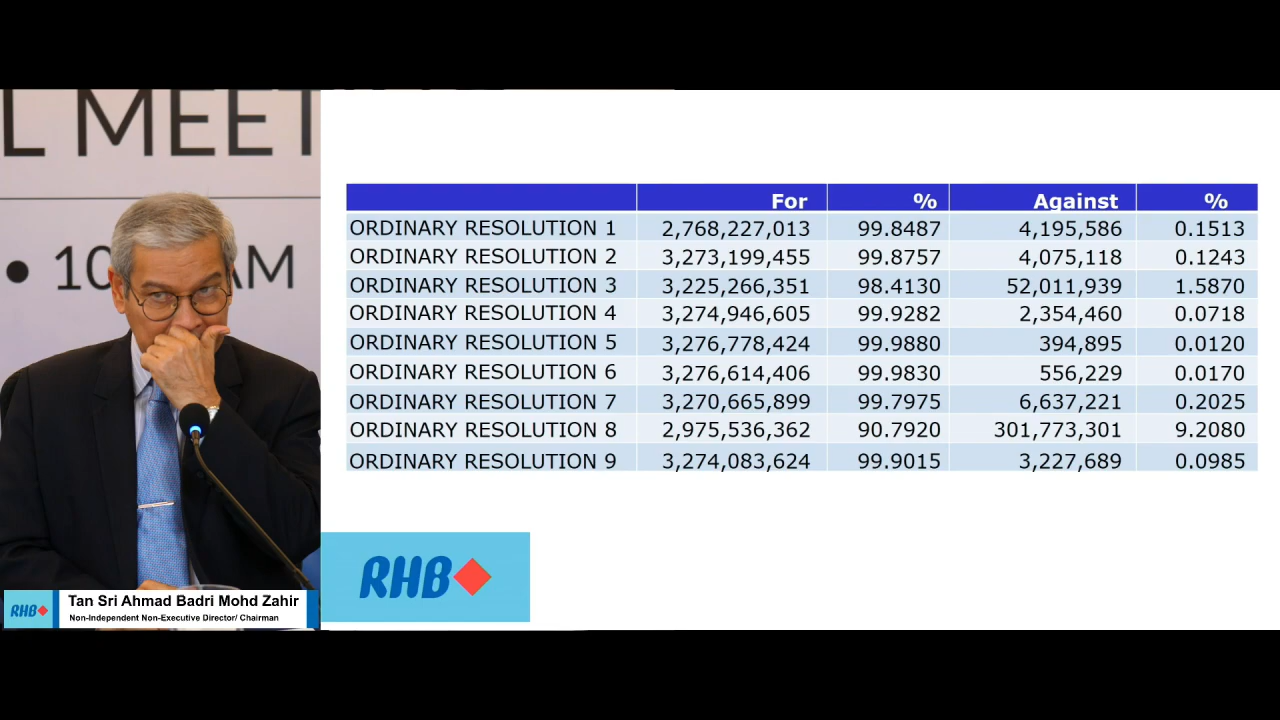 L MEET
• 10 AM
For % Against %
ORDINARY RESOLUTION 1 2,768,227,013 99.8487 4,195,586 0.1513
ORDINARY RESOLUTION 2 3,273,199,455 99.8757 4,075,118 0.1243
ORDINARY RESOLUTION 3 3,225,266,351 98.4130 52,011,939 1.5870
ORDINARY RESOLUTION 4 3,274,946,605 99.9282 2,354,460 0.0718
ORDINARY RESOLUTION 5 3,276,778,424 99.9880 394,895 0.0120
ORDINARY RESOLUTION 6 3,276,614,406 99.9830 556,229 0.0170
ORDINARY RESOLUTION 7 3,270,665,899 99.7975 6,637,221 0.2025
ORDINARY RESOLUTION 8 2,975,536,362 90.7920 301,773,301 9.2080
ORDINARY RESOLUTION 9 3,274,083,624 99.9015 3,227,689 0.0985
RHB
RHB
Tan Sri Ahmad Badri Mohd Zahir
Non-Independent Non-Executive Director/ Chairman